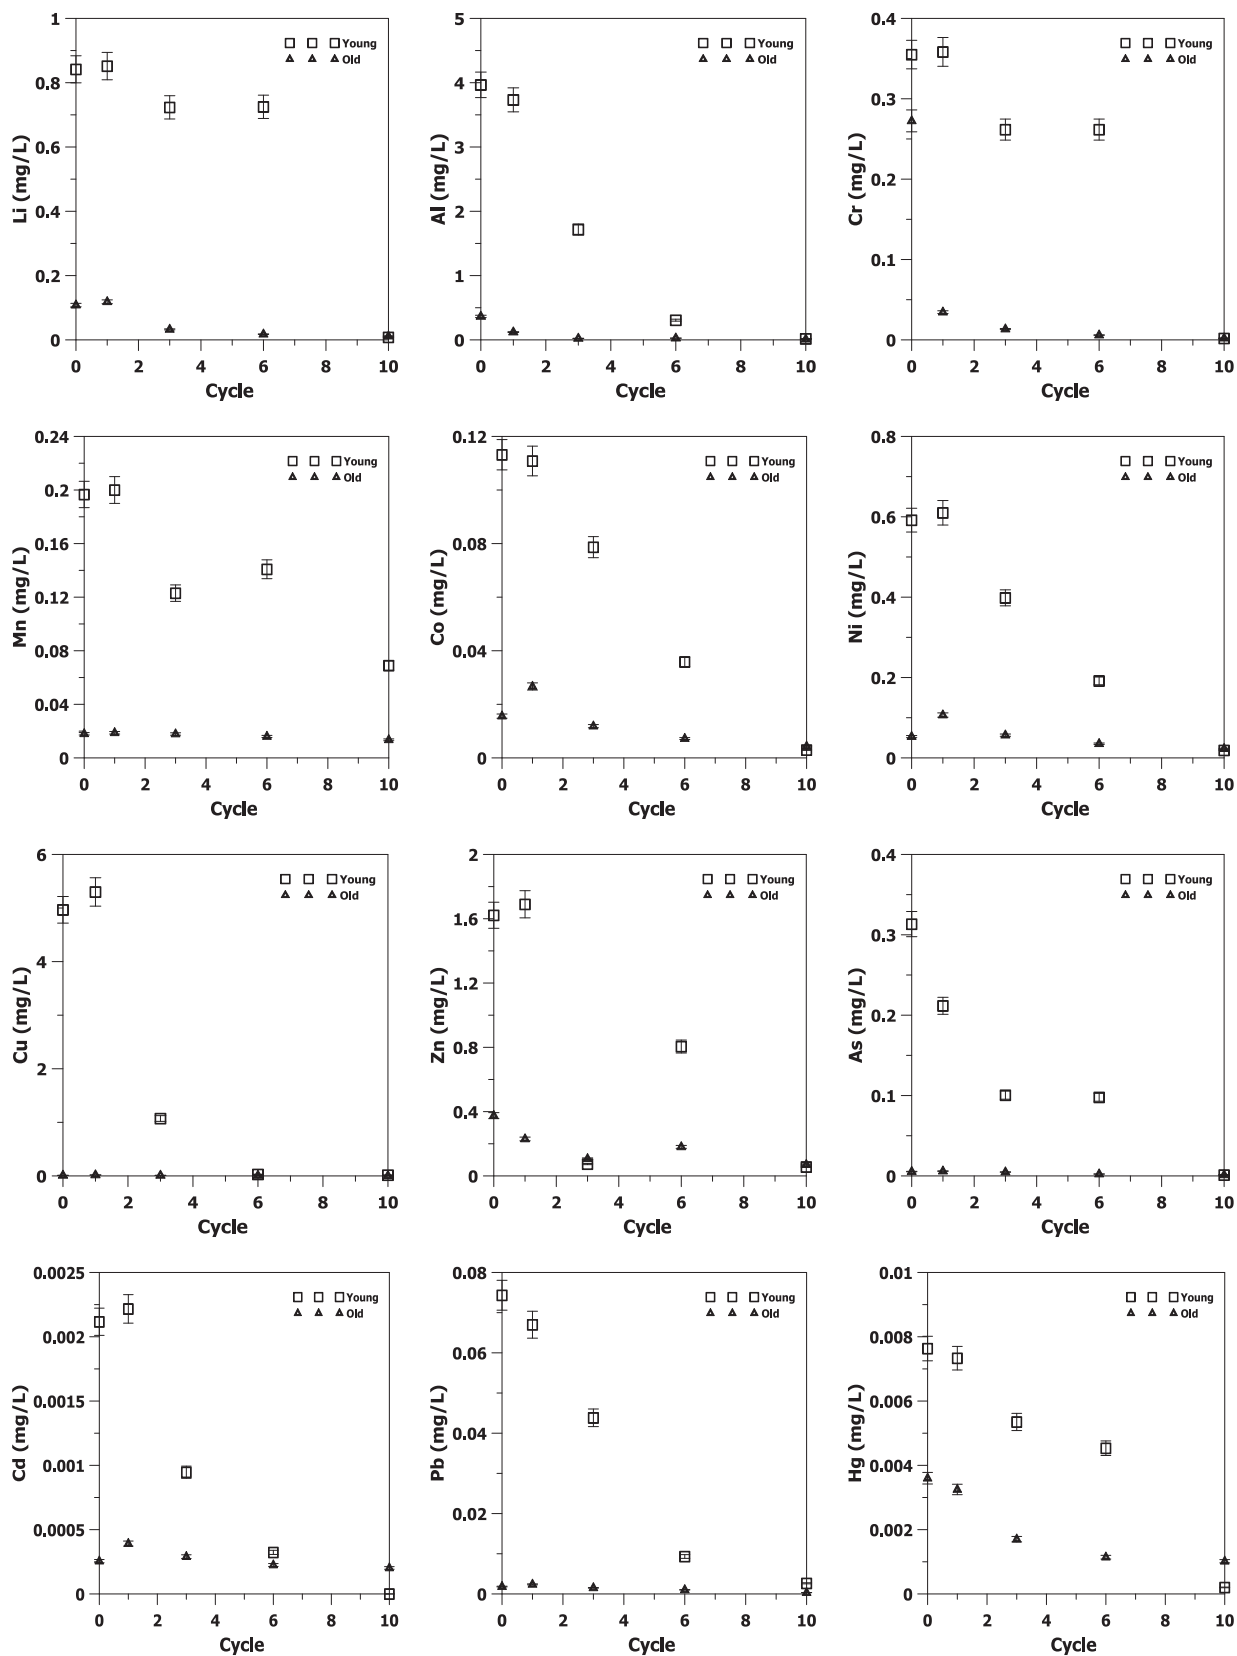 1
0.8
0.6
0.4
0.2
0
Li (mg/L)
0 2 4 6 8 10
Cycle
Young
Old
5
4
3
2
1
0
Al (mg/L)
0 2 4 6 8 10
Cycle
Young
Old
0.4
0.3
0.2
0.1
0
Cr (mg/L)
0 2 4 6 8 10
Cycle
Young
Old
0.24
0.2
0.16
0.12
0.08
0.04
0
Mn (mg/L)
0 2 4 6 8 10
Cycle
Young
Old
0.12
0.08
0.04
0
Co (mg/L)
0 2 4 6 8 10
Cycle
Young
Old
0.8
0.6
0.4
0.2
0
Ni (mg/L)
0 2 4 6 8 10
Cycle
Young
Old
6
4
2
0
Cu (mg/L)
0 2 4 6 8 10
Cycle
Young
Old
2
1.6
1.2
0.8
0.4
0
Zn (mg/L)
0 2 4 6 8 10
Cycle
Young
Old
0.4
0.3
0.2
0.1
0
As (mg/L)
0 2 4 6 8 10
Cycle
Young
Old
0.0025
0.002
0.0015
0.001
0.0005
0
Cd (mg/L)
0 2 4 6 8 10
Cycle
Young
Old
0.08
0.06
0.04
0.02
0
Pb (mg/L)
0 2 4 6 8 10
Cycle
Young
Old
0.01
0.008
0.006
0.004
0.002
0
Hg (mg/L)
0 2 4 6 8 10
Cycle
Young
Old